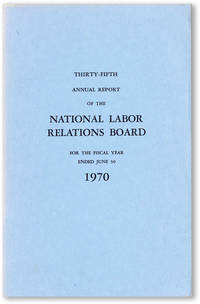 THIRTY-FIFTH
ANNUAL REPORT
OF THE
NATIONAL LABOR
RELATIONS BOARD
FOR THE FISCAL YEAR
ENDED JUNE 30
1970